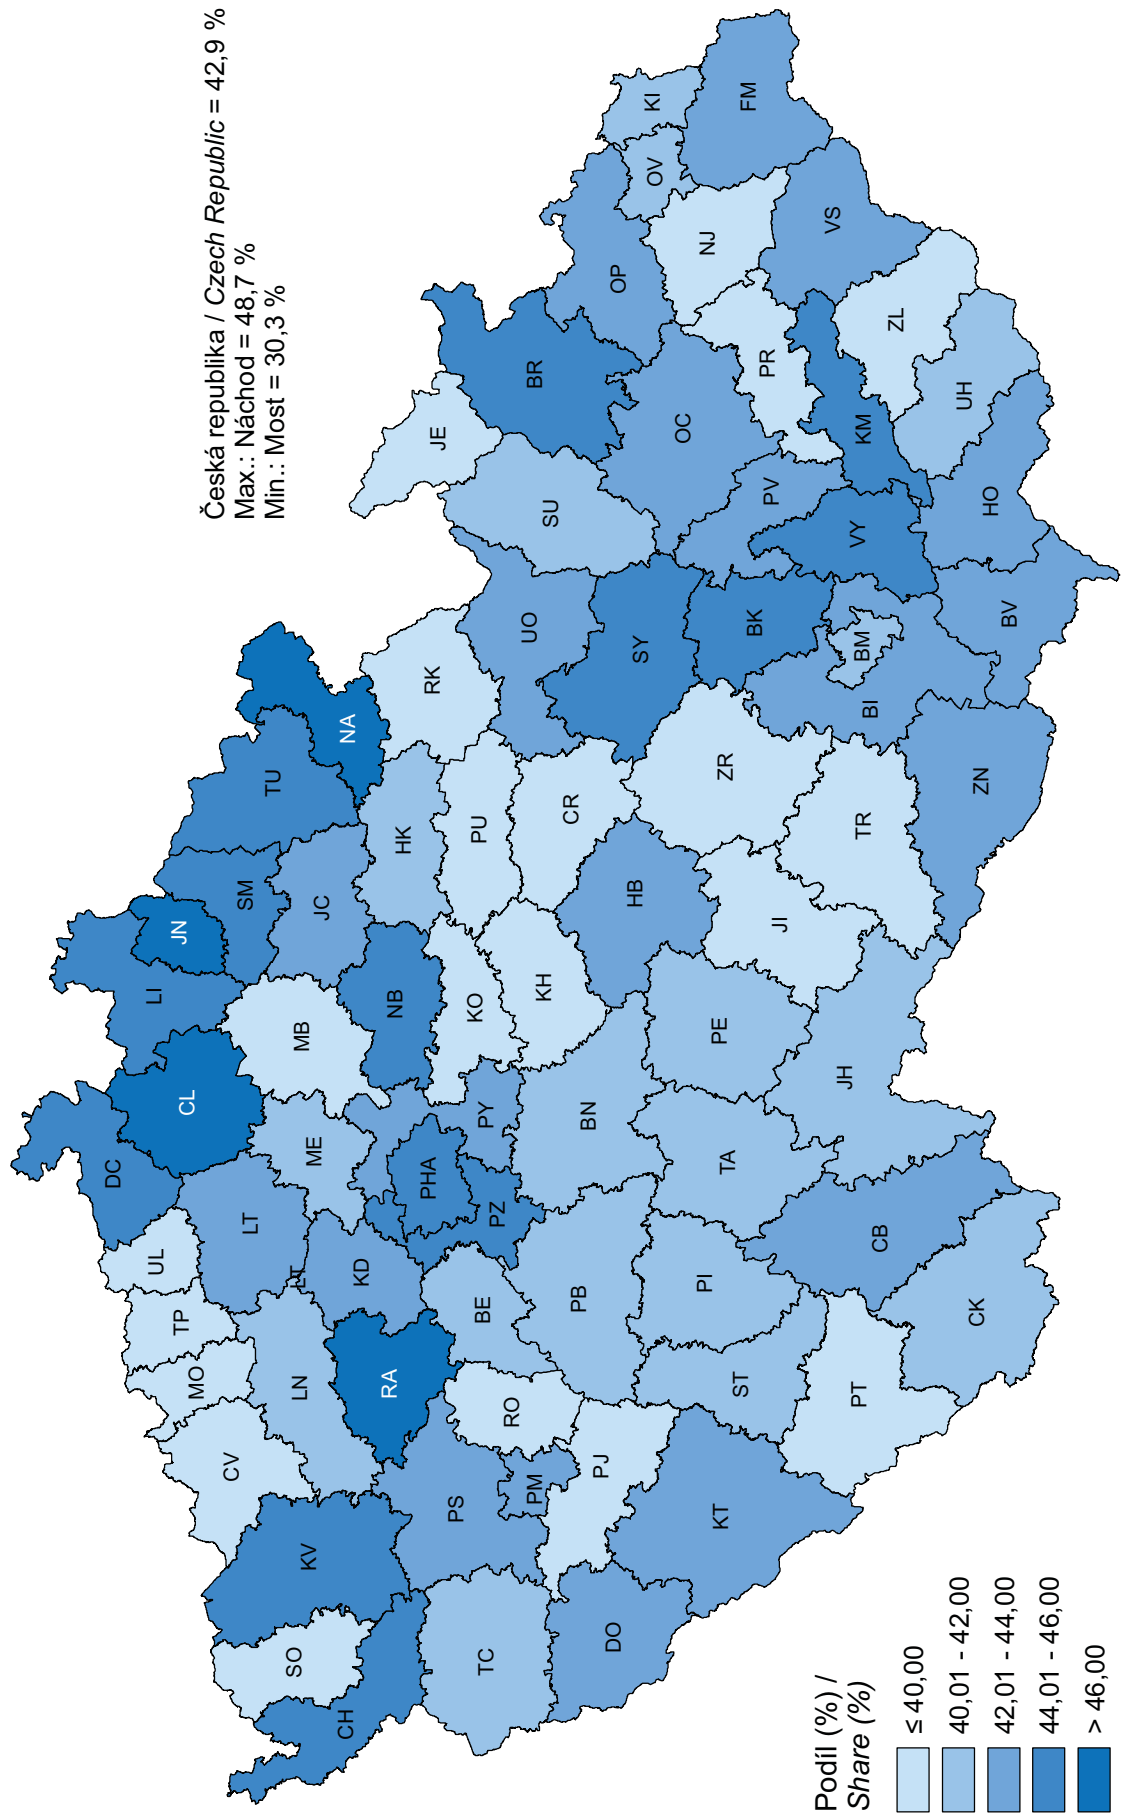 Česká republika / Czech Republic = 42,9 %
Max.: Náchod = 48,7 %
Min.: Most = 30,3 %
DC
LI
JN
CL
SM
TU
UL
TP
MO
CV
LT
LT
ME
MB
JC
NA
KV
SO
CH
LN
KD
RA
PHA
NB
HK
RK
JE
BR
OP
OV
KI
FM
PZ
PY
KO
PU
UO
SU
OC
NJ
VS
TC
PS
PM
RO
BE
BN
KH
CR
SY
PV
PR
ZL
DO
PJ
PB
HB
ZR
BK
VY
KM
UH
KT
ST
PI
TA
PE
JI
TR
BI
BM
HO
PT
CB
JH
ZN
BV
CK
Podíl (%) /
Share (%)
≤ 40,00
40,01 - 42,00
42,01 - 44,00
44,01 - 46,00
> 46,00